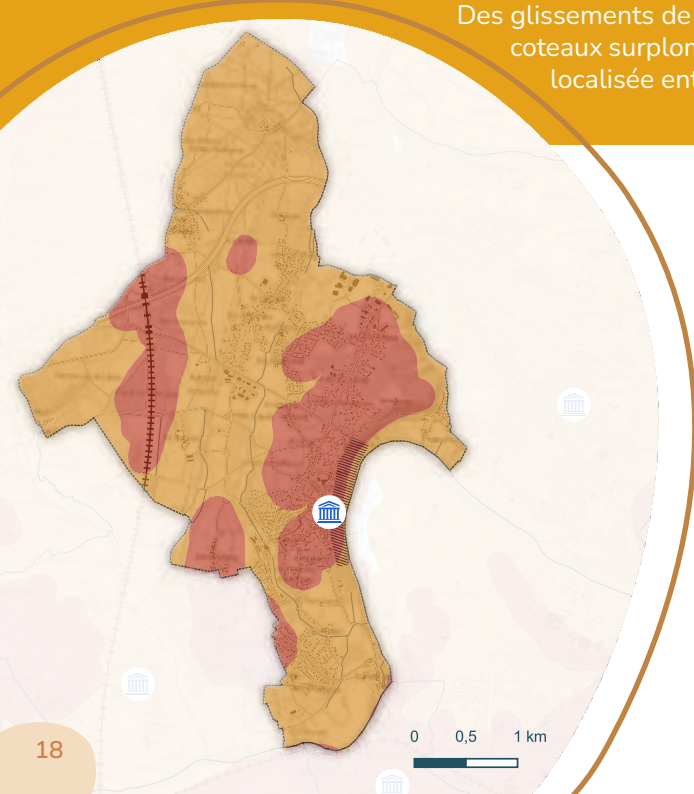 Des glissements de
coteaux surplom
localisée ent
0 0,5 1 km
18